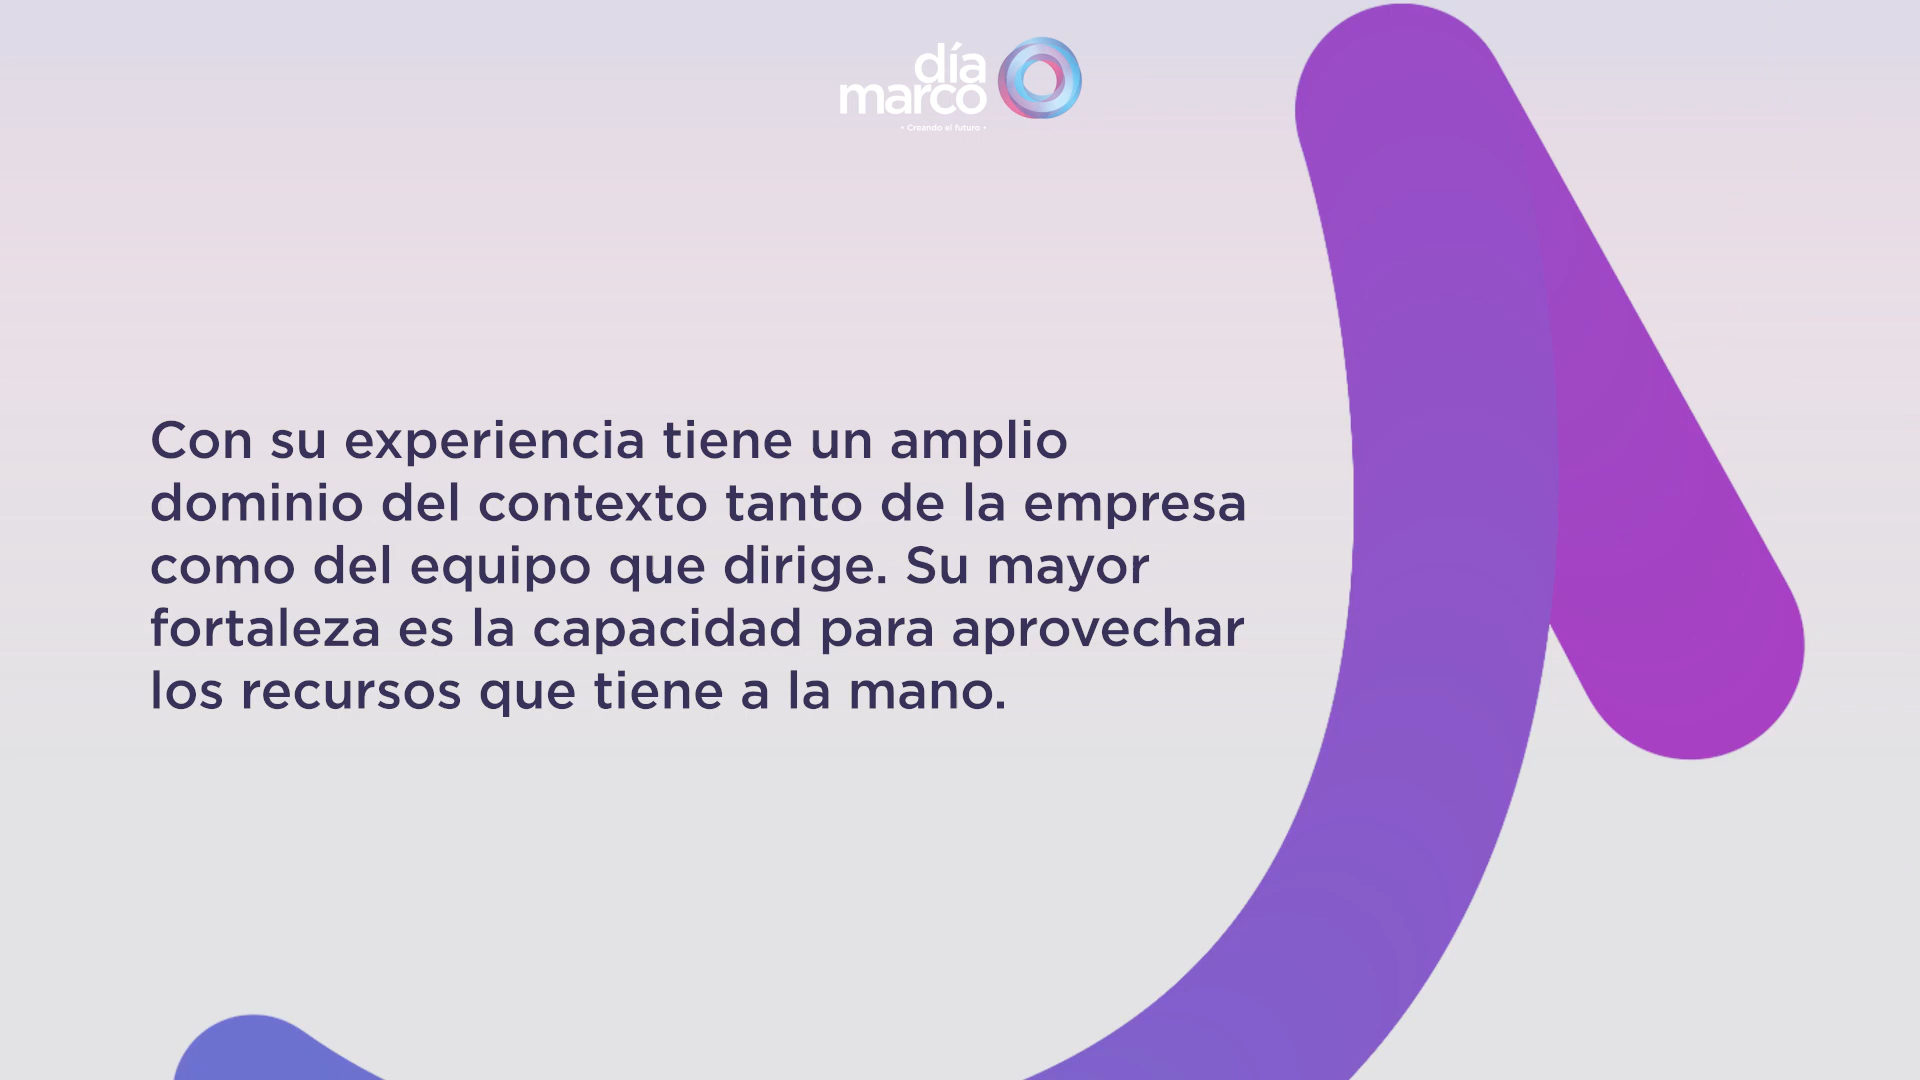 día
marco
• Creando el futuro •
Con su experiencia tiene un amplio
dominio del contexto tanto de la empresa
como del equipo que dirige. Su mayor
fortaleza es la capacidad para aprovechar
los recursos que tiene a la mano.